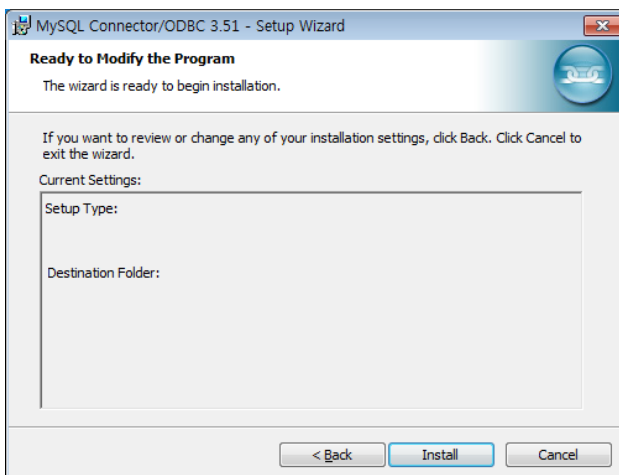 MySQL Connector/ODBC 3.51 - Setup Wizard
Ready to Modify the Program
The wizard is ready to begin installation.
If you want to review or change any of your installation settings, click Back. Click Cancel to
exit the wizard.
Current Settings:
Setup Type:
Destination Folder:
< Back
Install
Cancel